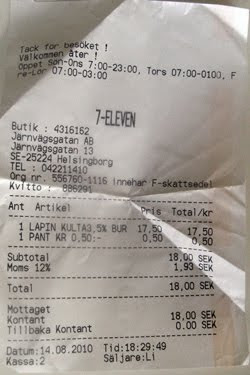 Tack for besöket !
Välkommen åter !
Öppet Søn-Ons 7:00-23:00, Tors 07:00-0100, F
re-Lör 07:00-03:00
7-ELEVEN
Butik : 4316162
Järnvägsgatan AB
Järnvägsgatan 13
SE-25224 Helsingborg
TEL : 042211410
Org nr. 556760-1116 innehar F-skattsedel
Kvitto : 886291
Ant Artikel Pris Total/kr
1 LAPIN KULTA3,5% BUR 17,50 17,50
1 PANT KR 0,50:- 0,50 0,50
Subtotal 18,00 SEK
Moms 12% 1,93 SEK
Total 18,00 SEK
Mottaget
Kontant 18,00 SEK
Tillbaka Kontant 0.00 SEK
Datum:14.08.2010 Tid:18:29:49
Kassa:2 Säljare:Li